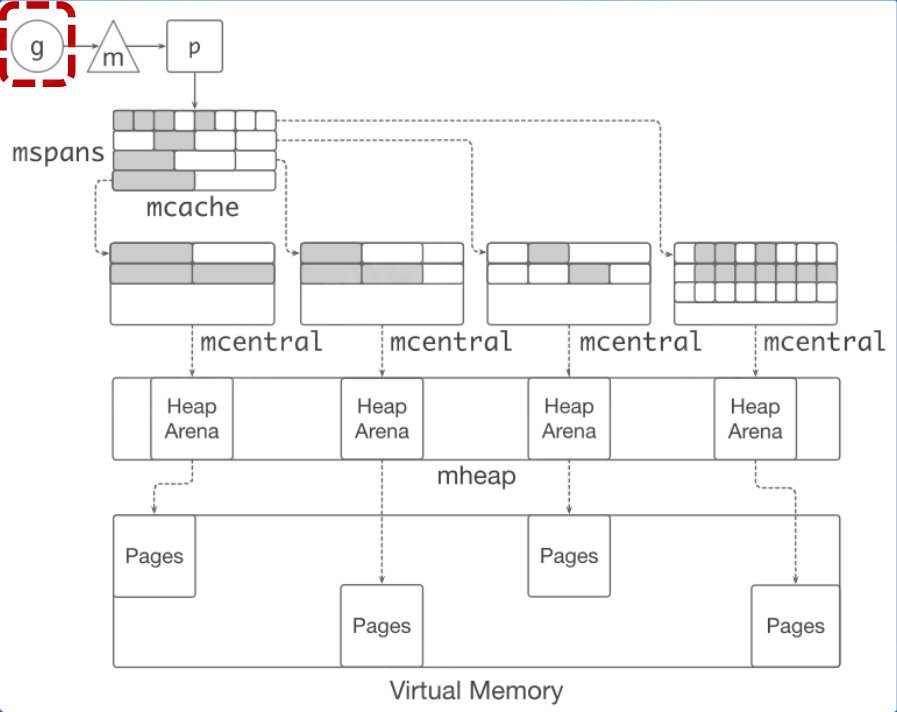 g
m
p
mspans
mcache
mcentral
mcentral
mcentral
mcentral
Heap
Arena
Heap
Arena
Heap
Arena
Heap
Arena
mheap
Pages
Pages
Pages
Pages
Virtual Memory